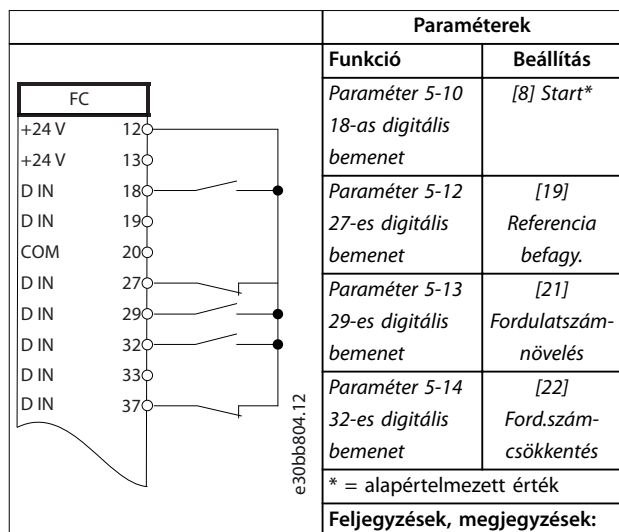 Paraméterek
Funkció Beállítás
Paraméter 5-10 [8] Start*
18-as digitális
bemenet
Paraméter 5-12 [19]
27-es digitális Referencia
bemenet befagy.
Paraméter 5-13 [21]
29-es digitális Fordulatszám-
bemenet növelés
Paraméter 5-14 [22]
32-es digitális Ford.szám-
bemenet csökkentés
* = alapértelmezett érték
Feljegyzések, megjegyzések:
FC
+24 V 12
+24 V 13
D IN 18
D IN 19
COM 20
D IN 27
D IN 29
D IN 32
D IN 33
D IN 37
e30bb804.12